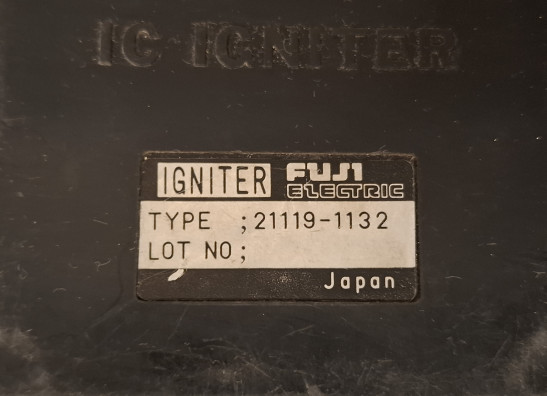 IC IGNITER
IGNITER FUJI ELECTRIC
TYPE ; 21119-1132
LOT NO ;
Japan